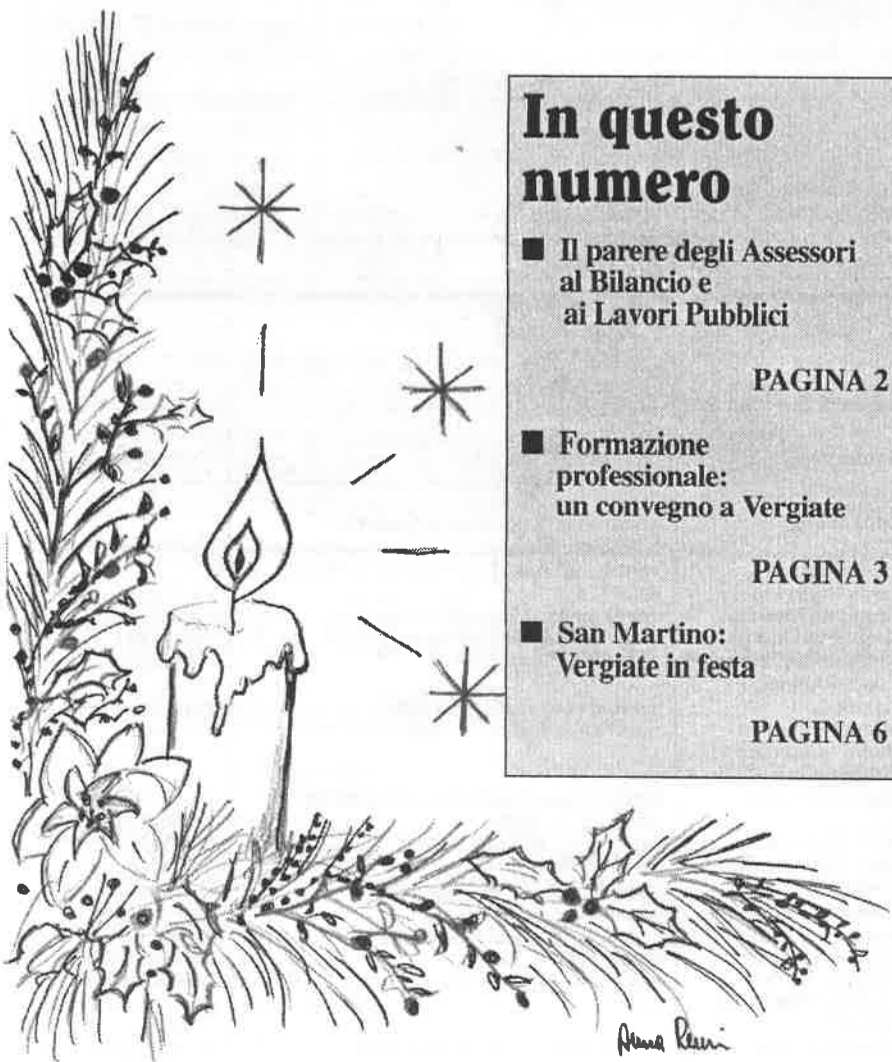 In questo
numero
■ Il parere degli Assessori
al Bilancio e
ai Lavori Pubblici
PAGINA 2
■ Formazione
professionale:
un convegno a Vergiate
PAGINA 3
■ San Martino:
Vergiate in festa
PAGINA 6
Anna